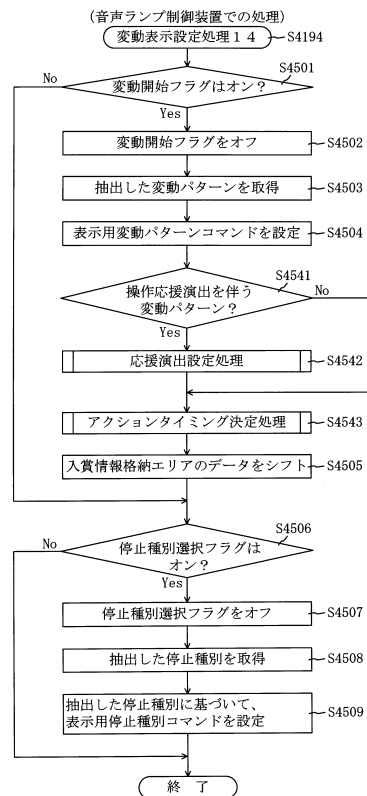 (音声ランプ制御装置での処理)
変動表示設定処理14
S4194
S4501
No
変動開始フラグはオン?
Yes
変動開始フラグをオフ
S4502
抽出した変動パターンを取得
S4503
表示用変動パターンコマンドを設定
S4504
S4541
操作応援演出を伴う
変動パターン?
No
Yes
応援演出設定処理
S4542
アクションタイミング決定処理
S4543
入賞情報格納エリアのデータをシフト
S4505
S4506
No
停止種別選択フラグは
オン?
Yes
停止種別選択フラグをオフ
S4507
抽出した停止種別を取得
S4508
抽出した停止種別に基づいて、
表示用停止種別コマンドを設定
S4509
終 了